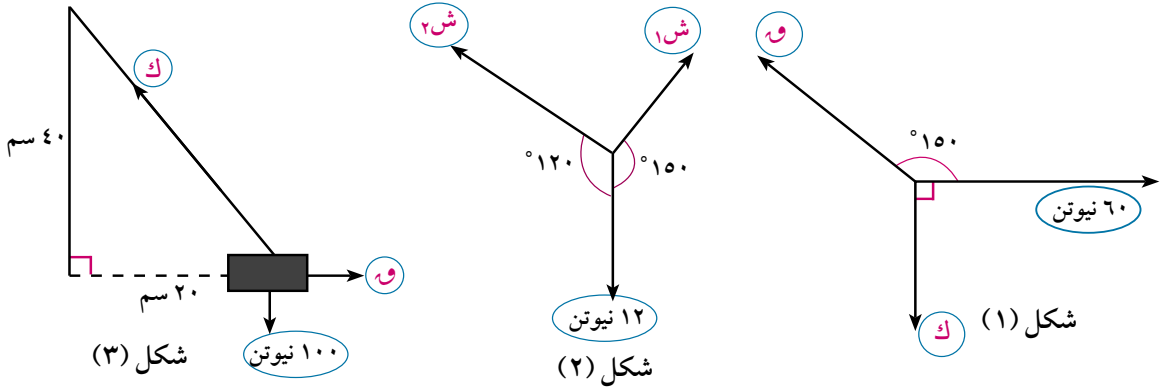 ق
١٥٠°
٦٠ نيوتن
ك
شكل (١)
ش١
ش٢
١٥٠°
١٢٠°
١٢ نيوتن
شكل (٢)
ك
٤٠ سم
٢٠ سم
ق
١٠٠ نيوتن
شكل (٣)